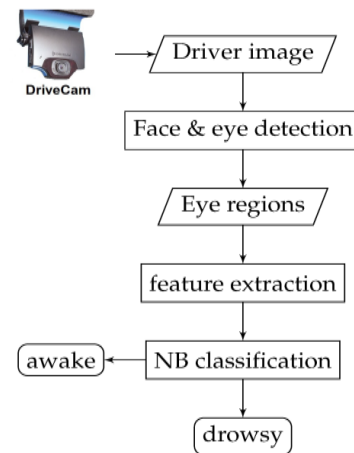 Driver image
DriveCam
Face & eye detection
Eye regions
feature extraction
awake
NB classification
drowsy